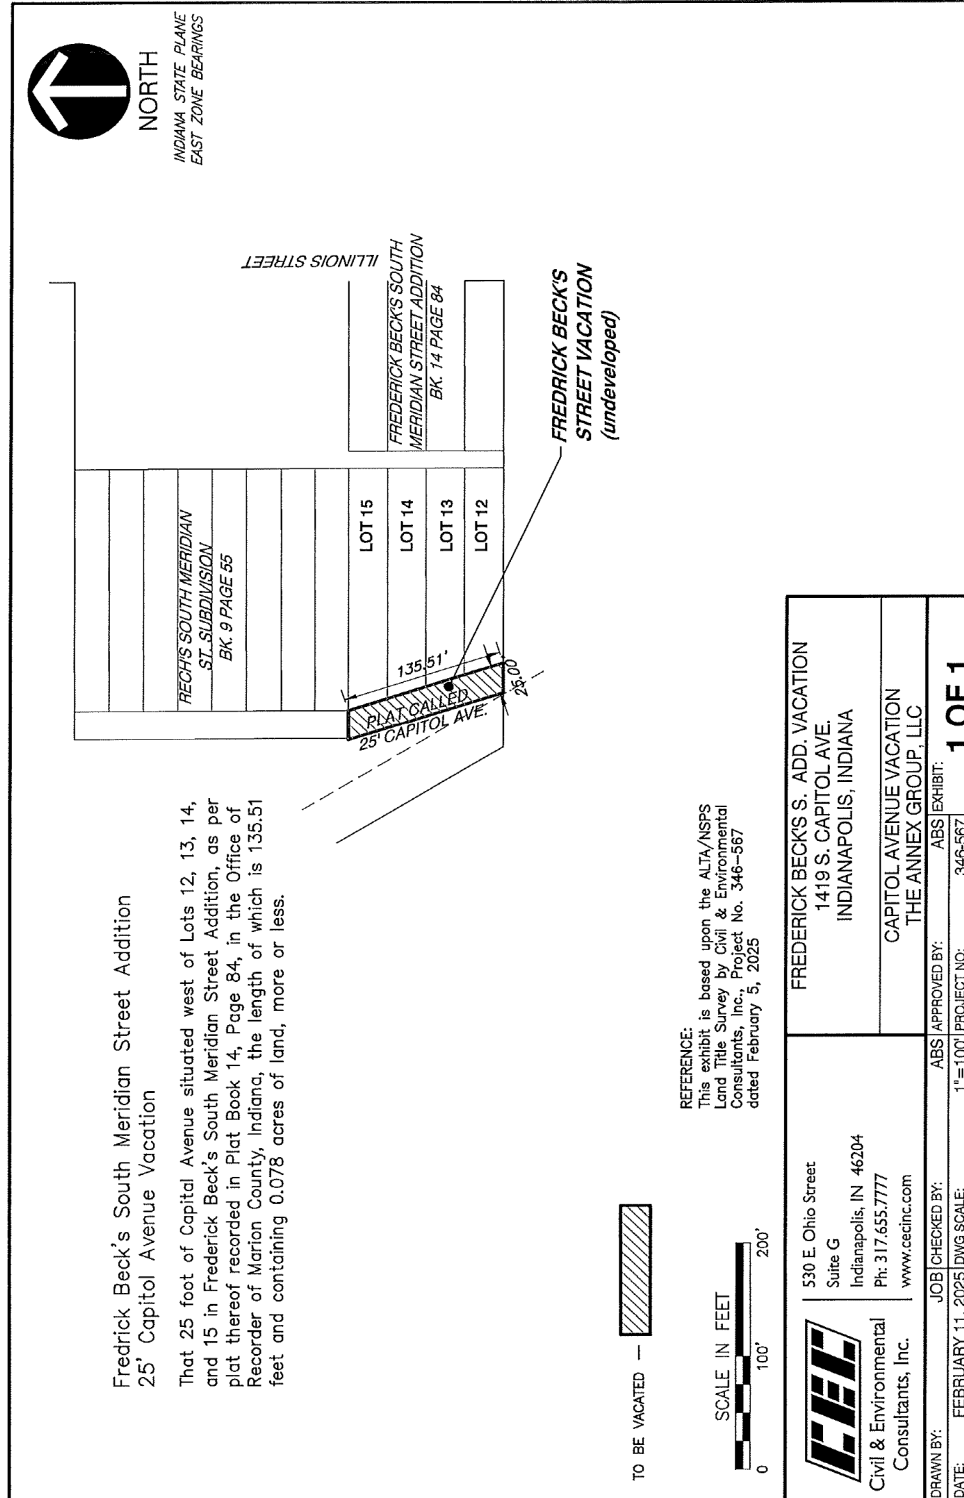 Fredrick Beck's South Meridian Street Addition
25' Capitol Avenue Vacation
That 25 foot of Capital Avenue situated west of Lots 12, 13, 14,
and 15 in Frederick Beck's South Meridian Street Addition, as per
plat thereof recorded in Plat Book 14, Page 84, in the Office of
Recorder of Marion County, Indiana, the length of which is 135.51
feet and containing 0.078 acres of land, more or less.
NORTH
INDIANA STATE PLANE
EAST ZONE BEARINGS
ILLINOIS STREET
RECH'S SOUTH MERIDIAN
ST. SUBDIVISION
BK. 9 PAGE 55
FREDERICK BECK'S SOUTH
MERIDIAN STREET ADDITION
BK. 14 PAGE 84
LOT 15
LOT 14
LOT 13
LOT 12
135.51'
PLAT CALLED
25' CAPITOL AVE.
25.00'
FREDRICK BECK'S
STREET VACATION
(undeveloped)
TO BE VACATED
REFERENCE:
This exhibit is based upon the ALTA/NSPS
Land Title Survey by Civil & Environmental
Consultants, Inc., Project No. 346-567
dated February 5, 2025
SCALE IN FEET
0 100' 200'
CEC
Civil & Environmental
Consultants, Inc.
530 E. Ohio Street
Suite G
Indianapolis, IN 46204
Ph: 317.655.7777
www.cecinc.com
FREDERICK BECK'S S. ADD. VACATION
1419 S. CAPITOL AVE.
INDIANAPOLIS, INDIANA
CAPITOL AVENUE VACATION
THE ANNEX GROUP, LLC
DRAWN BY: JOB CHECKED BY: ABS APPROVED BY: ABS EXHIBIT:
DATE: FEBRUARY 11, 2025 DWG SCALE: 1"=100' PROJECT NO: 346-567
1 OF 1